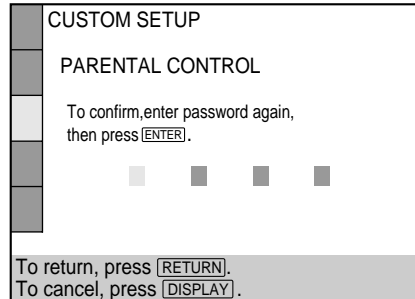 CUSTOM SETUP
PARENTAL CONTROL
To confirm,enter password again,
then press ENTER.
To return, press RETURN.
To cancel, press DISPLAY.